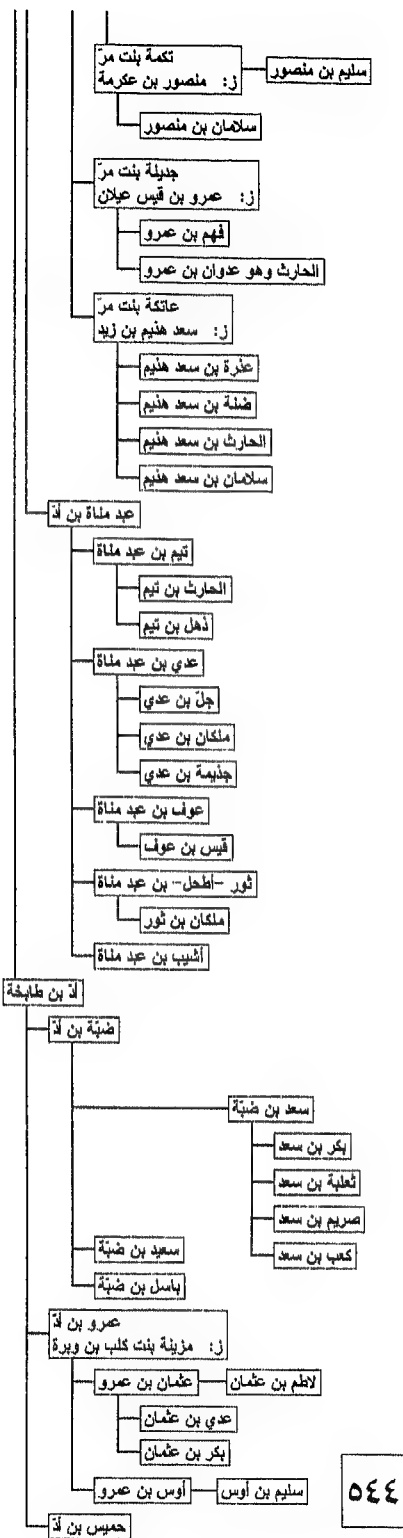 تكمة بنت مرّ
ز: منصور بن عكرمة
سليم بن منصور
سلامان بن منصور
جديلة بنت مرّ
ز: عمرو بن قيس عيلان
فهم بن عمرو
الحارث وهو عدوان بن عمرو
عاتكة بنت مرّ
ز: سعد هذيم بن زيد
عذرة بن سعد هذيم
ضنّة بن سعد هذيم
الحارث بن سعد هذيم
سلامان بن سعد هذيم
عبد مناة بن أدّ
تيم بن عبد مناة
الحارث بن تيم
ذهل بن تيم
عدي بن عبد مناة
جلّ بن عدي
ملكان بن عدي
جذيمة بن عدي
عوف بن عبد مناة
قيس بن عوف
ثور -أطحل- بن عبد مناة
ملكان بن ثور
أشيب بن عبد مناة
أدّ بن طابخة
ضبّة بن أدّ
سعد بن ضبّة
بكر بن سعد
ثعلبة بن سعد
صريم بن سعد
كعب بن سعد
سعيد بن ضبّة
باسل بن ضبّة
عمرو بن أدّ
ز: مزينة بنت كلب بن وبرة
عثمان بن عمرو
لاطم بن عثمان
عدي بن عثمان
بكر بن عثمان
أوس بن عمرو
سليم بن أوس
حميس بن أدّ
٥٤٤